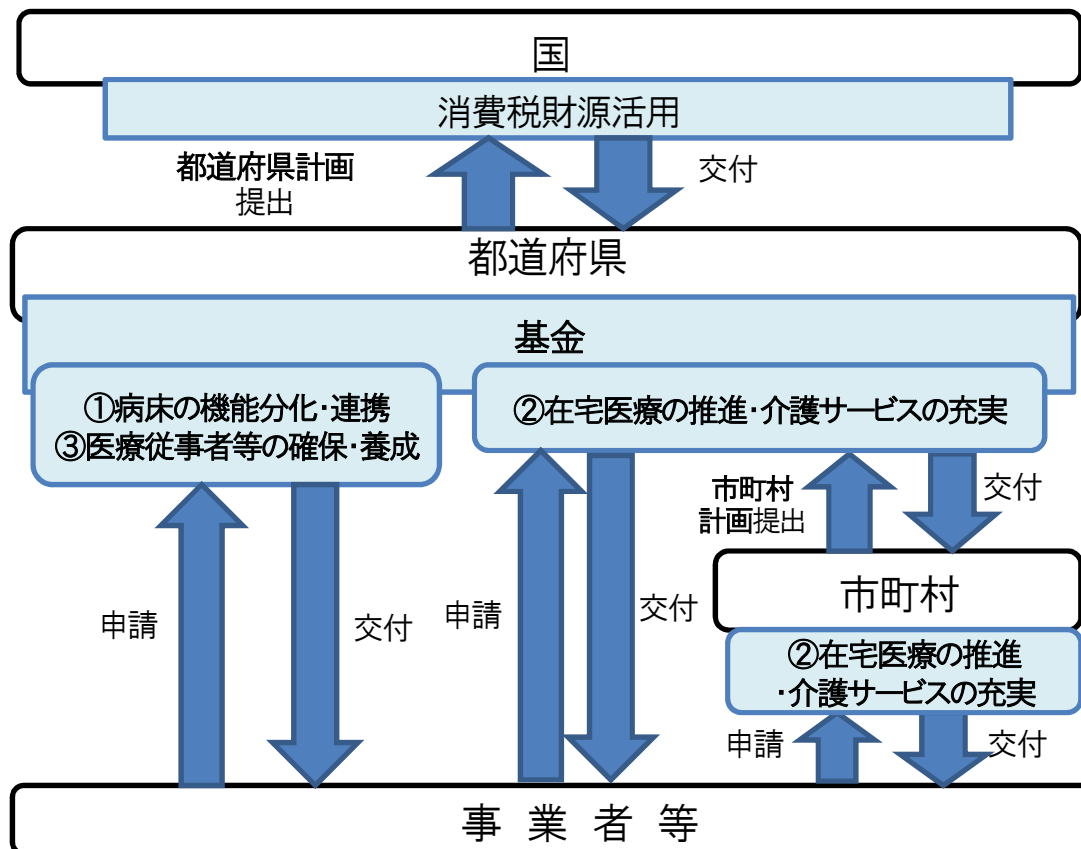 国
消費税財源活用
都道府県計画
提出
交付
都道府県
基金
①病床の機能分化・連携
③医療従事者等の確保・養成
②在宅医療の推進・介護サービスの充実
市町村
計画提出
交付
市町村
②在宅医療の推進
・介護サービスの充実
申請
交付
申請
交付
申請
交付
事業者等